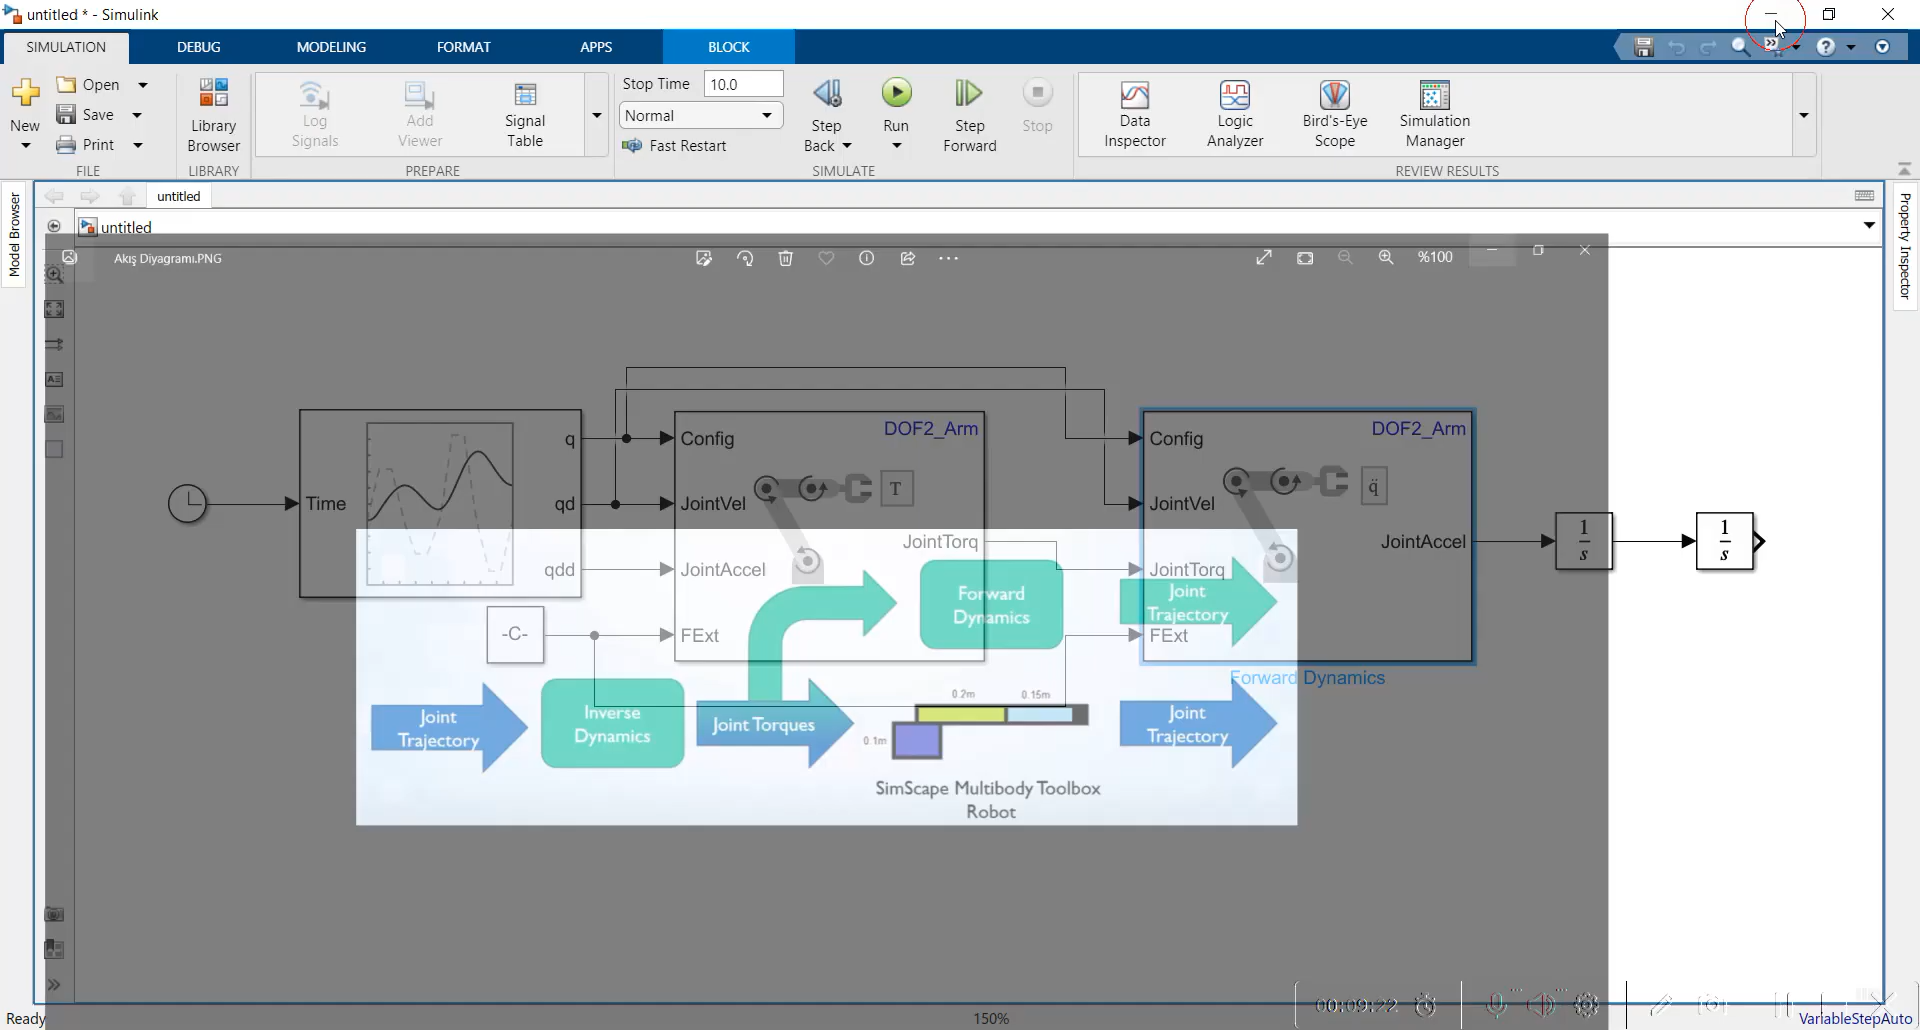 untitled * - Simulink
SIMULATION DEBUG MODELING FORMAT APPS BLOCK
New
Open
Save
Print
FILE
Library
Browser
LIBRARY
Log
Signals
Add
Viewer
Signal
Table
PREPARE
Stop Time 10.0
Normal
Fast Restart
Step
Back
Run
Step
Forward
Stop
SIMULATE
Data
Inspector
Logic
Analyzer
Bird's-Eye
Scope
Simulation
Manager
REVIEW RESULTS
Model Browser
untitled
untitled
Property Inspector
Akış Diyagramı.PNG
%100
Time
q
qd
qdd
-C-
DOF2_Arm
Config
JointVel
JointAccel
FExt
T
JointTorq
DOF2_Arm
Config
JointVel
JointTorq
FExt
q̈
JointAccel
Forward Dynamics
1
s
1
s
Forward
Dynamics
Joint
Trajectory
Joint
Trajectory
Inverse
Dynamics
Joint Torques
0.2m 0.15m
0.1m
Joint
Trajectory
SimScape Multibody Toolbox
Robot
00:09:22
Ready
150%
VariableStepAuto